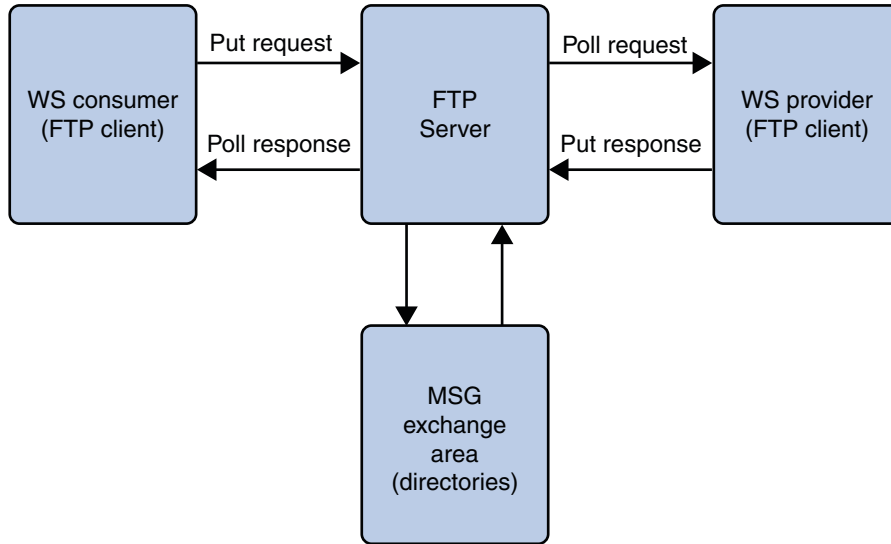 Put request
Poll request
WS consumer
(FTP client)
FTP
Server
WS provider
(FTP client)
Poll response
Put response
MSG
exchange
area
(directories)